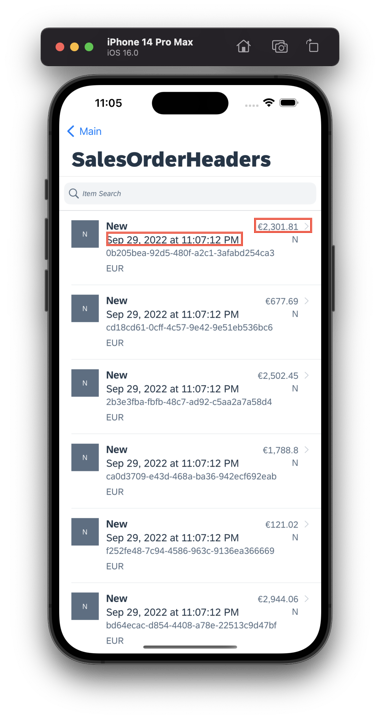 iPhone 14 Pro Max
iOS 16.0
11:05
Main
SalesOrderHeaders
Item Search
N
New
€2,301.81
Sep 29, 2022 at 11:07:12 PM
N
0b205bea-92d5-480f-a2c1-3afabd254ca3
EUR
N
New
€677.69
Sep 29, 2022 at 11:07:12 PM
N
cd18cd61-0cff-4c57-9e42-9e51eb536bc6
EUR
N
New
€2,502.45
Sep 29, 2022 at 11:07:12 PM
N
2b3e3fba-fbfb-48c7-ad92-c5aa2a7a58d4
EUR
N
New
€1,788.8
Sep 29, 2022 at 11:07:12 PM
N
ca0d3709-e43d-468a-ba36-942ecf692eab
EUR
N
New
€121.02
Sep 29, 2022 at 11:07:12 PM
N
f252fe48-7c94-4586-963c-9136ea366669
EUR
N
New
€2,944.06
Sep 29, 2022 at 11:07:12 PM
N
bd64ecac-d854-4408-a78e-22513c9d47bf
EUR